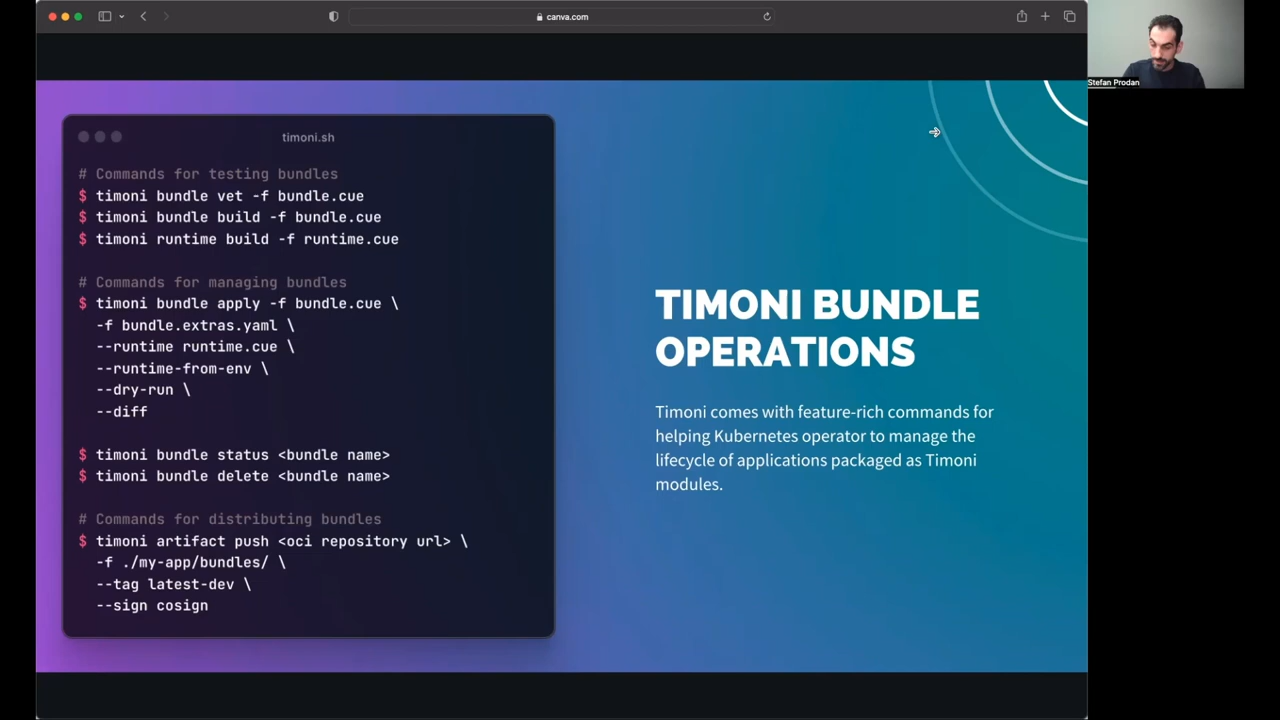 canva.com
Stefan Prodan
timoni.sh
# Commands for testing bundles
$ timoni bundle vet -f bundle.cue
$ timoni bundle build -f bundle.cue
$ timoni runtime build -f runtime.cue
# Commands for managing bundles
$ timoni bundle apply -f bundle.cue \
-f bundle.extras.yaml \
--runtime runtime.cue \
--runtime-from-env \
--dry-run \
--diff
$ timoni bundle status <bundle name>
$ timoni bundle delete <bundle name>
# Commands for distributing bundles
$ timoni artifact push <oci repository url> \
-f ./my-app/bundles/ \
--tag latest-dev \
--sign cosign
TIMONI BUNDLE
OPERATIONS
Timoni comes with feature-rich commands for
helping Kubernetes operator to manage the
lifecycle of applications packaged as Timoni
modules.